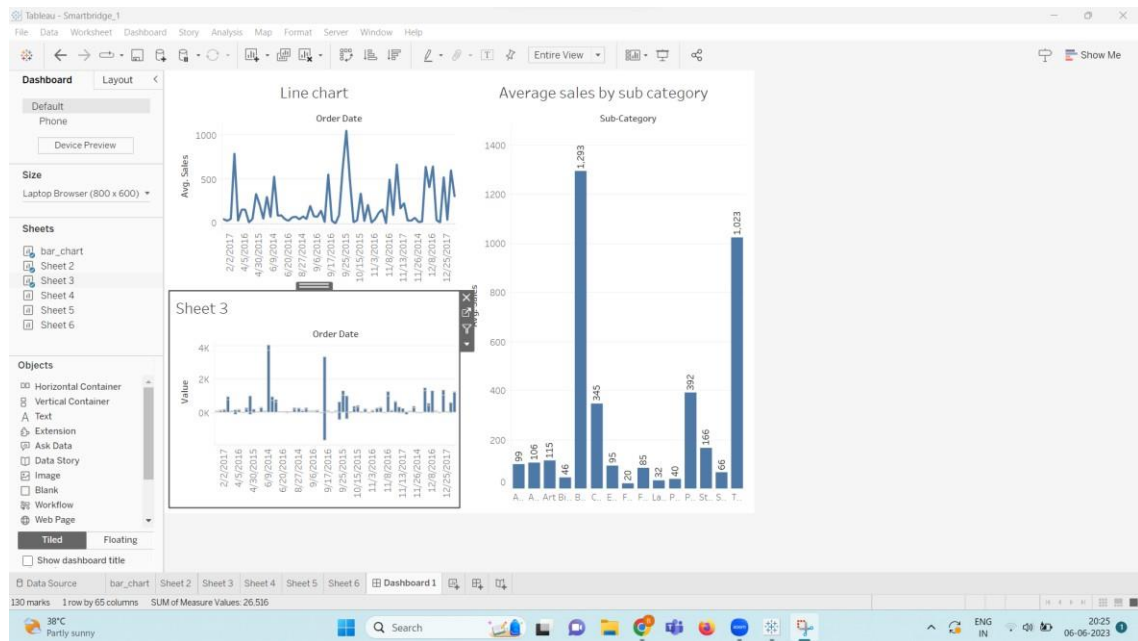 Tableau - Smartbridge_1
File Data Worksheet Dashboard Story Analysis Map Format Server Window Help
Entire View
Show Me
Dashboard Layout
Default
Phone
Device Preview
Size
Laptop Browser (800 x 600)
Sheets
bar_chart
Sheet 2
Sheet 3
Sheet 4
Sheet 5
Sheet 6
Objects
Horizontal Container
Vertical Container
Text
Extension
Ask Data
Data Story
Image
Blank
Workflow
Web Page
Tiled Floating
Show dashboard title
Line chart
Order Date
Avg. Sales
1000
500
0
2/2/2017
4/5/2016
4/30/2015
6/9/2014
6/20/2016
8/27/2014
9/6/2016
9/17/2016
9/25/2015
10/15/2015
11/3/2016
11/8/2016
11/13/2017
11/26/2014
12/8/2016
12/25/2017
Sheet 3
Order Date
Value
4K
2K
0K
2/2/2017
4/5/2016
4/30/2015
6/9/2014
6/20/2016
8/27/2014
9/6/2016
9/17/2016
9/25/2015
10/15/2015
11/3/2016
11/8/2016
11/13/2017
11/26/2014
12/8/2016
12/25/2017
Average sales by sub category
Sub-Category
1400
1200
1000
800
600
400
200
0
99
106
115
46
1,293
345
95
20
85
32
40
392
166
66
1,023
A.. A.. Art Bi.. B.. C.. E.. F.. F.. La.. P.. P.. St.. S.. T..
Data Source bar_chart Sheet 2 Sheet 3 Sheet 4 Sheet 5 Sheet 6 Dashboard 1
130 marks 1 row by 65 columns SUM of Measure Values: 26,516
38°C
Partly sunny
Search
ENG
IN
20:25
06-06-2023
1